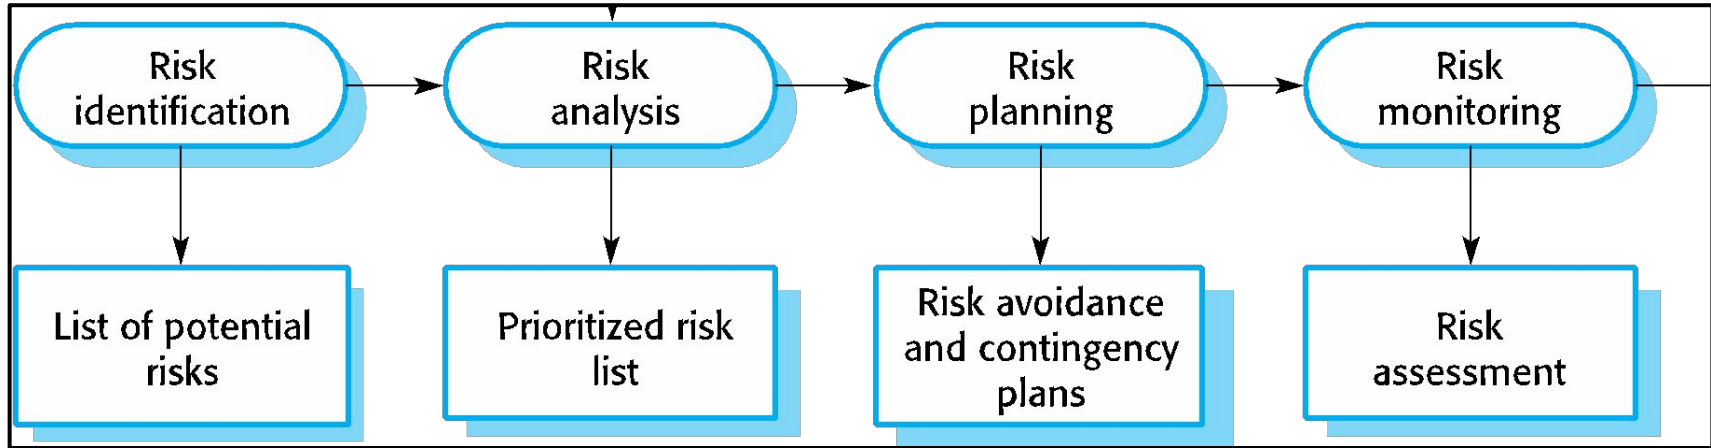 Risk
identification
Risk
analysis
Risk
planning
Risk
monitoring
List of potential
risks
Prioritized risk
list
Risk avoidance
and contingency
plans
Risk
assessment